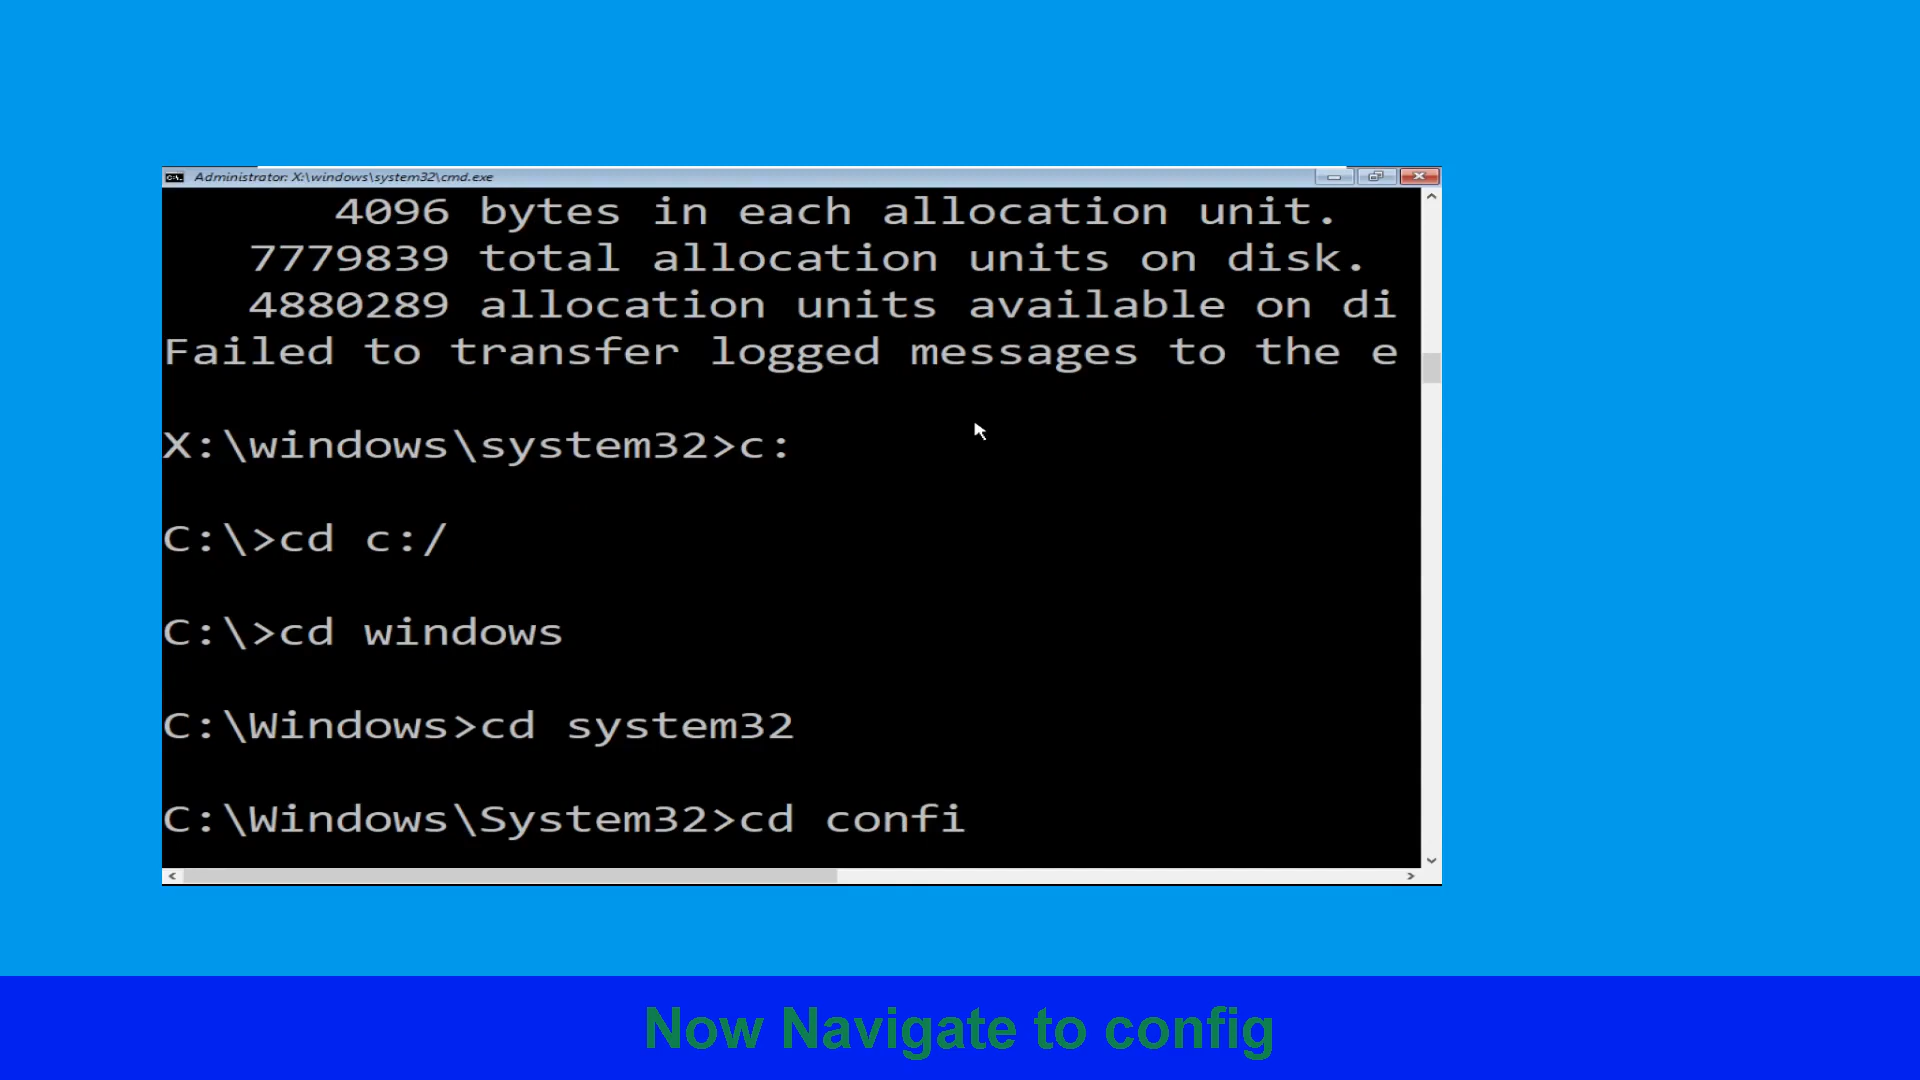 Administrator: X:\windows\system32\cmd.exe
4096 bytes in each allocation unit.
7779839 total allocation units on disk.
4880289 allocation units available on di
Failed to transfer logged messages to the e
X:\windows\system32>c:
C:\>cd c:/
C:\>cd windows
C:\Windows>cd system32
C:\Windows\System32>cd confi
Now Navigate to config